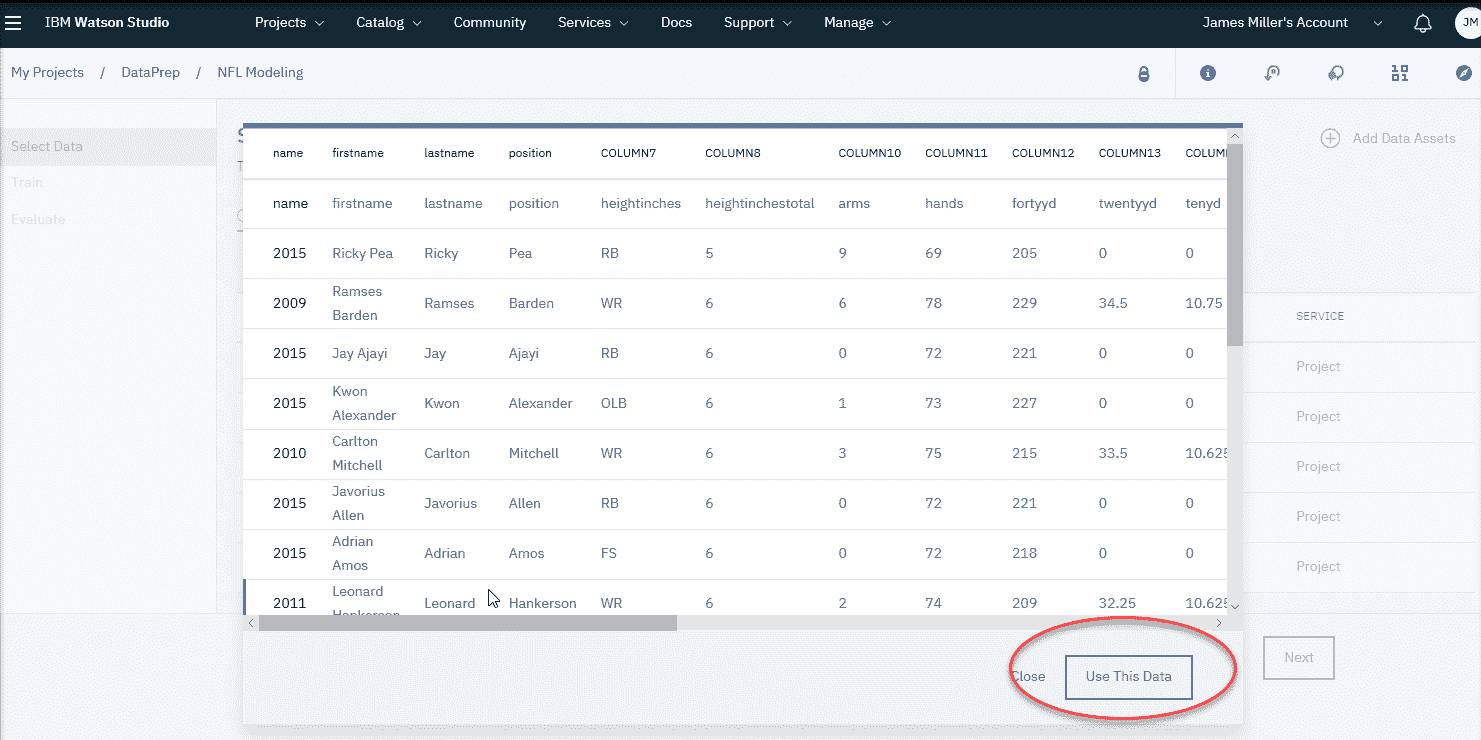 IBM Watson Studio Projects Catalog Community Services Docs Support Manage James Miller's Account JM
My Projects / DataPrep / NFL Modeling
Select Data
Train
Evaluate
Add Data Assets
name firstname lastname position COLUMN7 COLUMN8 COLUMN10 COLUMN11 COLUMN12 COLUMN13
name firstname lastname position heightinches heightinchestotal arms hands fortyyd twentyyd tenyd
2015 Ricky Pea Ricky Pea RB 5 9 69 205 0 0
2009 Ramses Barden Ramses Barden WR 6 6 78 229 34.5 10.75
2015 Jay Ajayi Jay Ajayi RB 6 0 72 221 0 0
2015 Kwon Alexander Kwon Alexander OLB 6 1 73 227 0 0
2010 Carlton Mitchell Carlton Mitchell WR 6 3 75 215 33.5 10.625
2015 Javorius Allen Javorius Allen RB 6 0 72 221 0 0
2015 Adrian Amos Adrian Amos FS 6 0 72 218 0 0
2011 Leonard Hankerson Leonard Hankerson WR 6 2 74 209 32.25 10.625
SERVICE
Project
Project
Project
Project
Project
Close Use This Data
Next